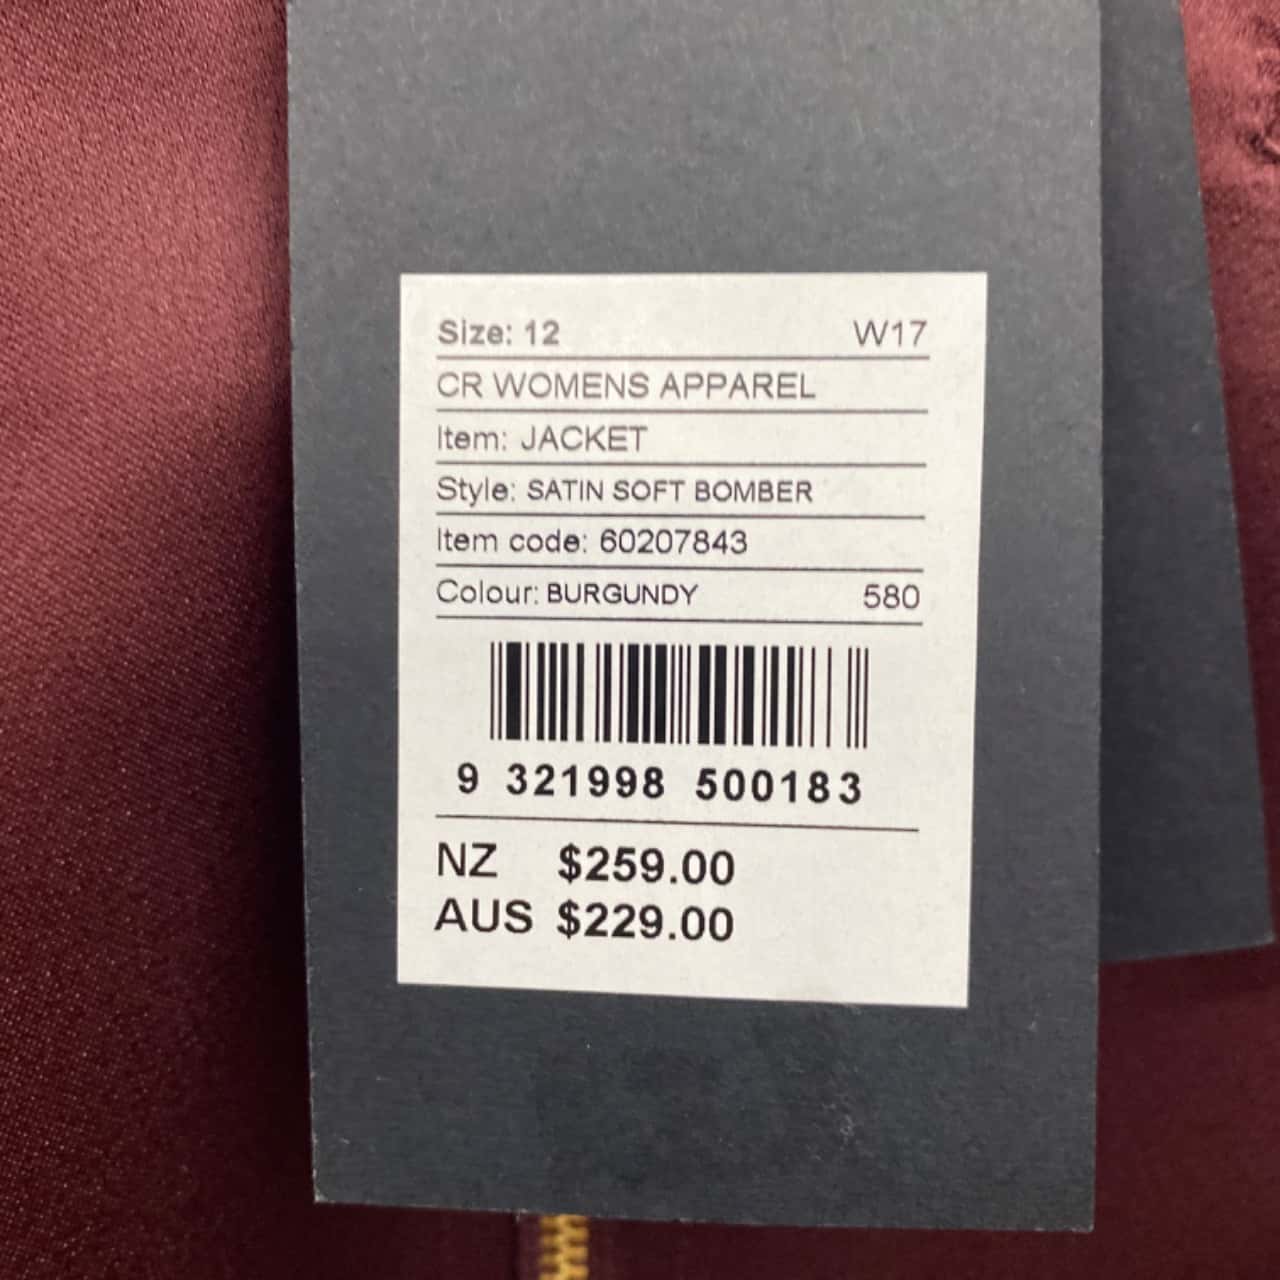 Size: 12 W17
CR WOMENS APPAREL
Item: JACKET
Style: SATIN SOFT BOMBER
Item code: 60207843
Colour: BURGUNDY 580
9 321998 500183
NZ $259.00
AUS $229.00